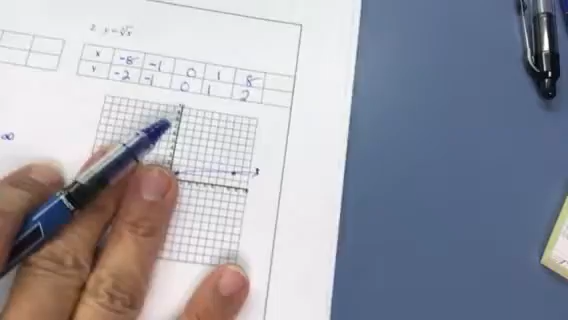 2. y = ∛x
x -8 -1 0 1 8
y -2 -1 0 1 2
∞